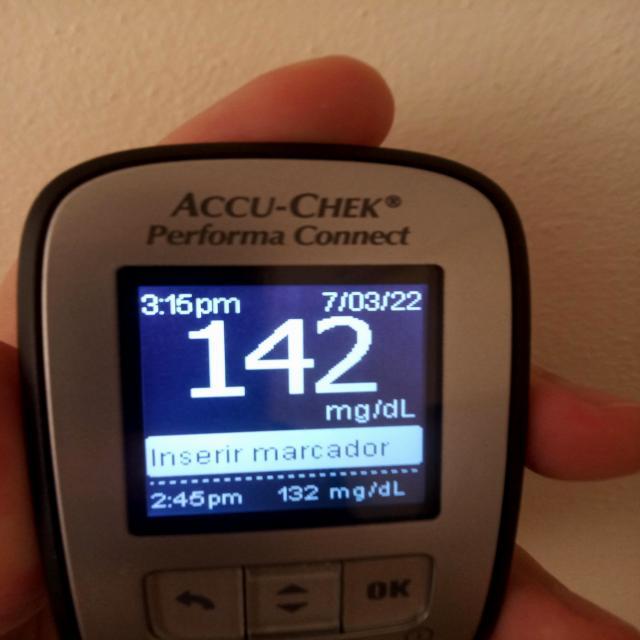 ACCU-CHEK®
Performa Connect
3:15pm 7/03/22
142
mg/dL
Inserir marcador
2:45pm 132 mg/dL
OK